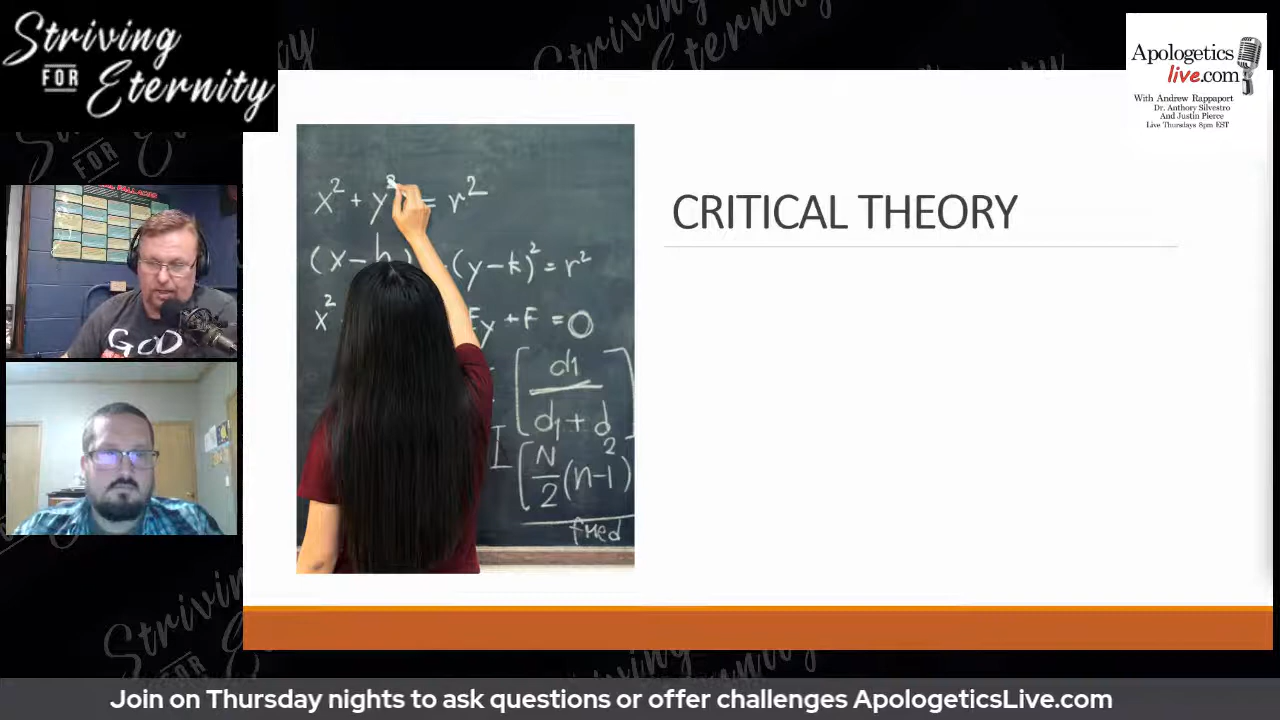 Striving
FOR
Eternity
Apologetics
live.com
With Andrew Rappaport
Dr. Anthony Silvestro
And Justin Pierce
Live Thursdays 8pm EST
GOD
x² + y² = r²
(x – h) (y – k)² = r²
x² y + F = 0
d1
d1 + d
N
2
(n-1)²
fmed
CRITICAL THEORY
Join on Thursday nights to ask questions or offer challenges ApologeticsLive.com